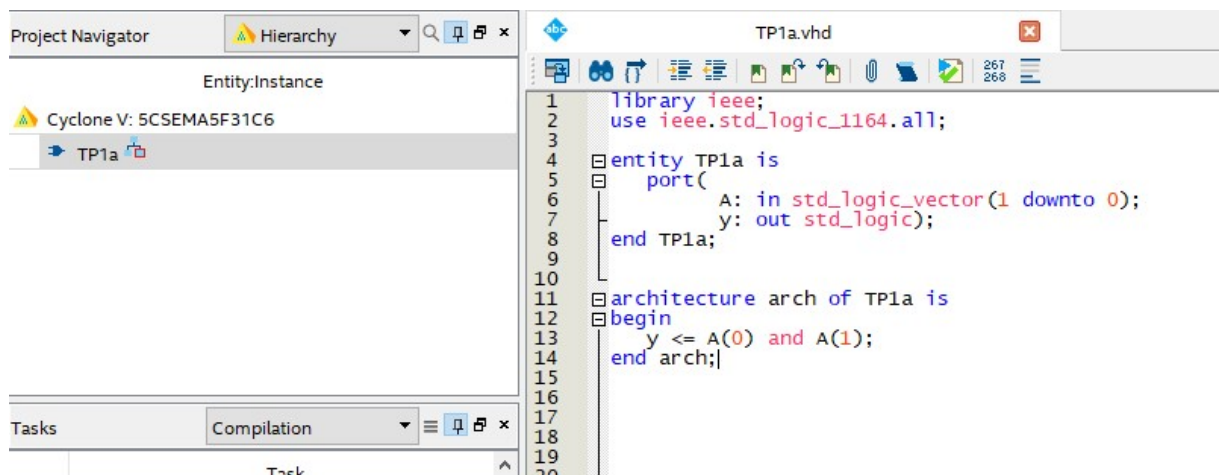 Project Navigator
Hierarchy
Entity:Instance
Cyclone V: 5CSEMA5F31C6
TP1a
Tasks
Compilation
Task
abc
TP1a.vhd
267
268
1 library ieee;
2 use ieee.std_logic_1164.all;
3
4 entity TP1a is
5 port(
6 A: in std_logic_vector(1 downto 0);
7 y: out std_logic);
8 end TP1a;
9
10
11 architecture arch of TP1a is
12 begin
13 y <= A(0) and A(1);
14 end arch;
15
16
17
18
19
20